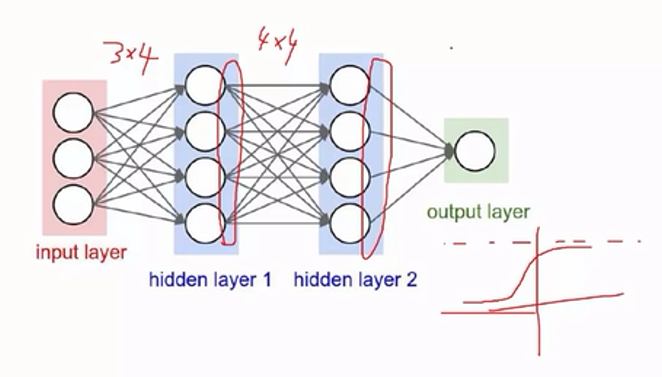 3×4
4×4
input layer
hidden layer 1
hidden layer 2
output layer